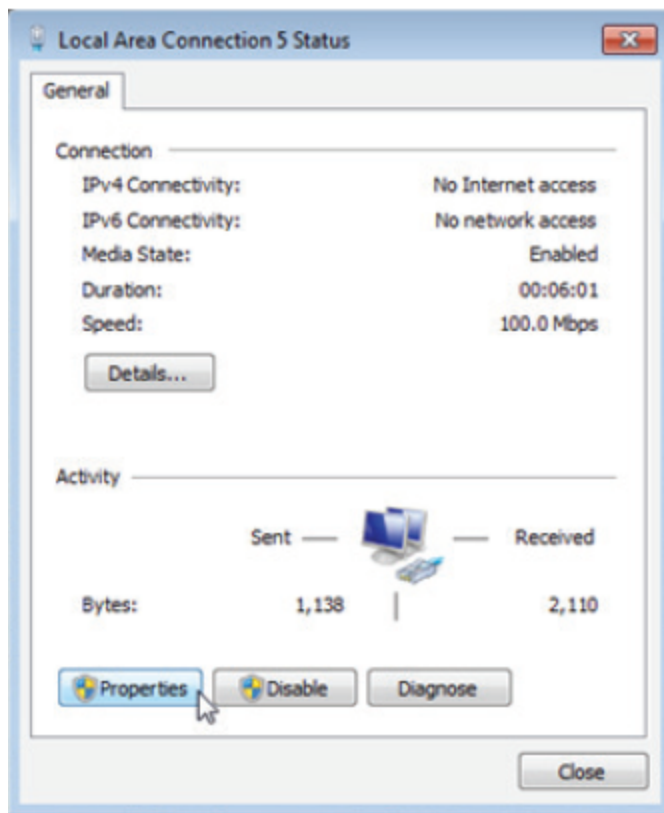 Local Area Connection 5 Status
General
Connection
IPv4 Connectivity: No Internet access
IPv6 Connectivity: No network access
Media State: Enabled
Duration: 00:06:01
Speed: 100.0 Mbps
Details...
Activity
Sent Received
Bytes: 1,138 2,110
Properties Disable Diagnose
Close